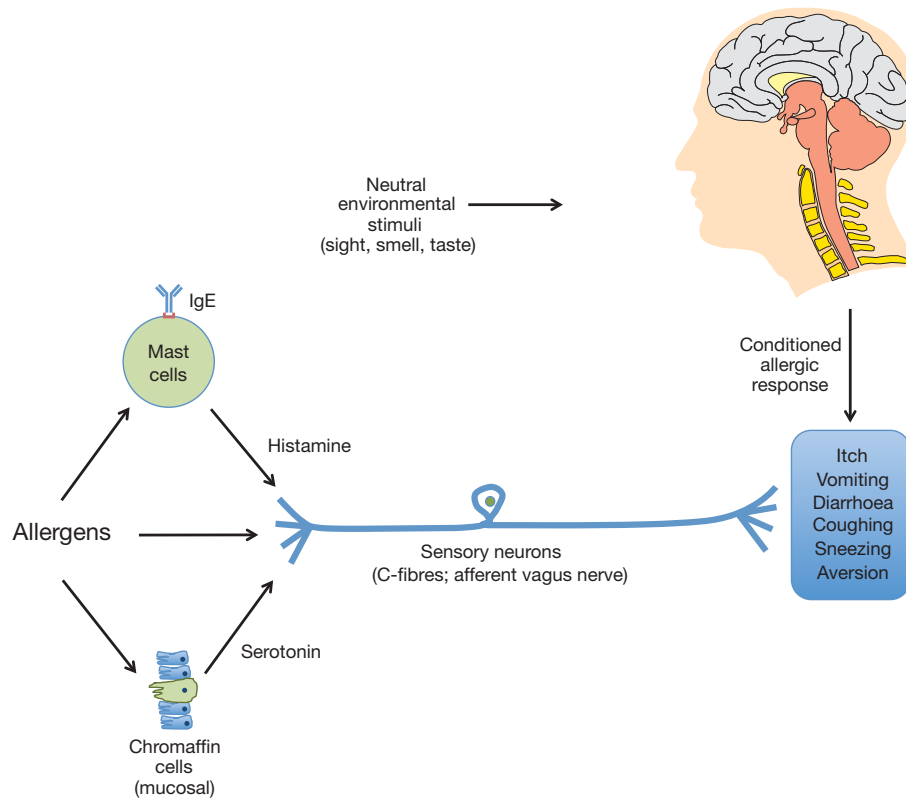 Neutral
environmental
stimuli
(sight, smell, taste)
IgE
Mast
cells
Conditioned
allergic
response
Histamine
Allergens
Itch
Vomiting
Diarrhoea
Coughing
Sneezing
Aversion
Sensory neurons
(C-fibres; afferent vagus nerve)
Serotonin
Chromaffin
cells
(mucosal)